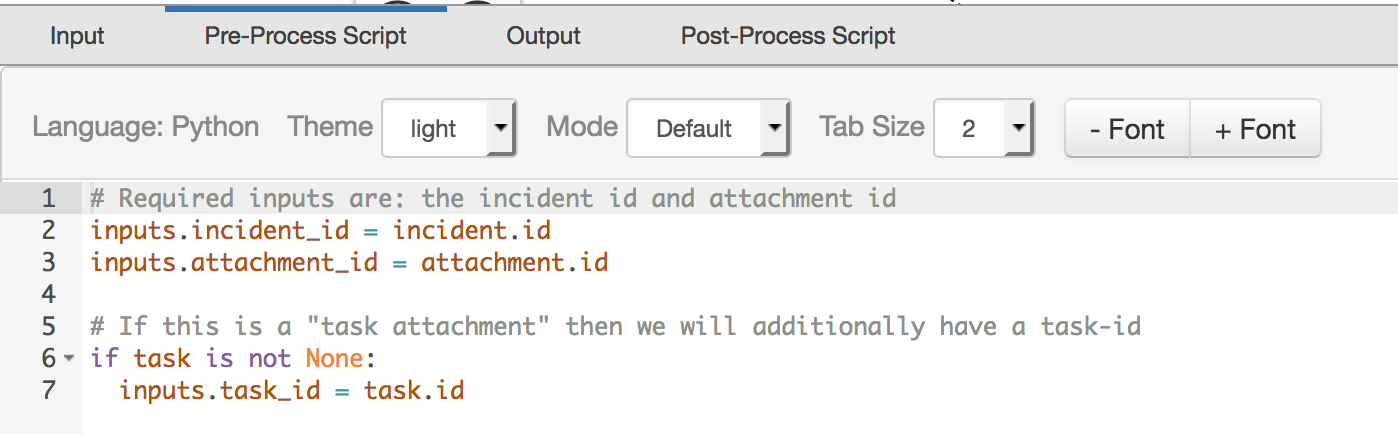 Input Pre-Process Script Output Post-Process Script
Language: Python Theme light Mode Default Tab Size 2 - Font + Font
1 # Required inputs are: the incident id and attachment id
2 inputs.incident_id = incident.id
3 inputs.attachment_id = attachment.id
4
5 # If this is a "task attachment" then we will additionally have a task-id
6 if task is not None:
7   inputs.task_id = task.id